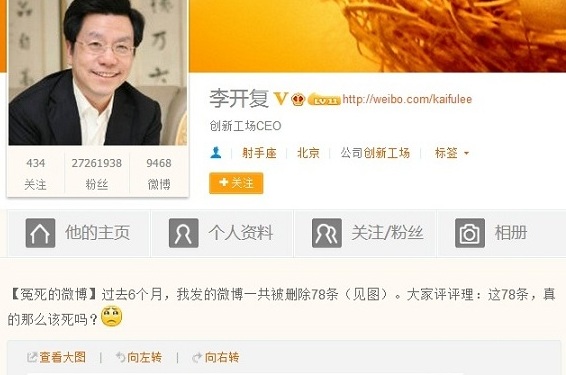 李开复 V LV11 http://weibo.com/kaifulee
创新工场CEO
射手座 北京 公司创新工场 标签
434 27261938 9468
关注 粉丝 微博
+关注
他的主页 个人资料 关注/粉丝 相册
【冤死的微博】过去6个月，我发的微博一共被删除78条（见图）。大家评评理：这78条，真
的那么该死吗？
查看大图 | 向左转 | 向右转